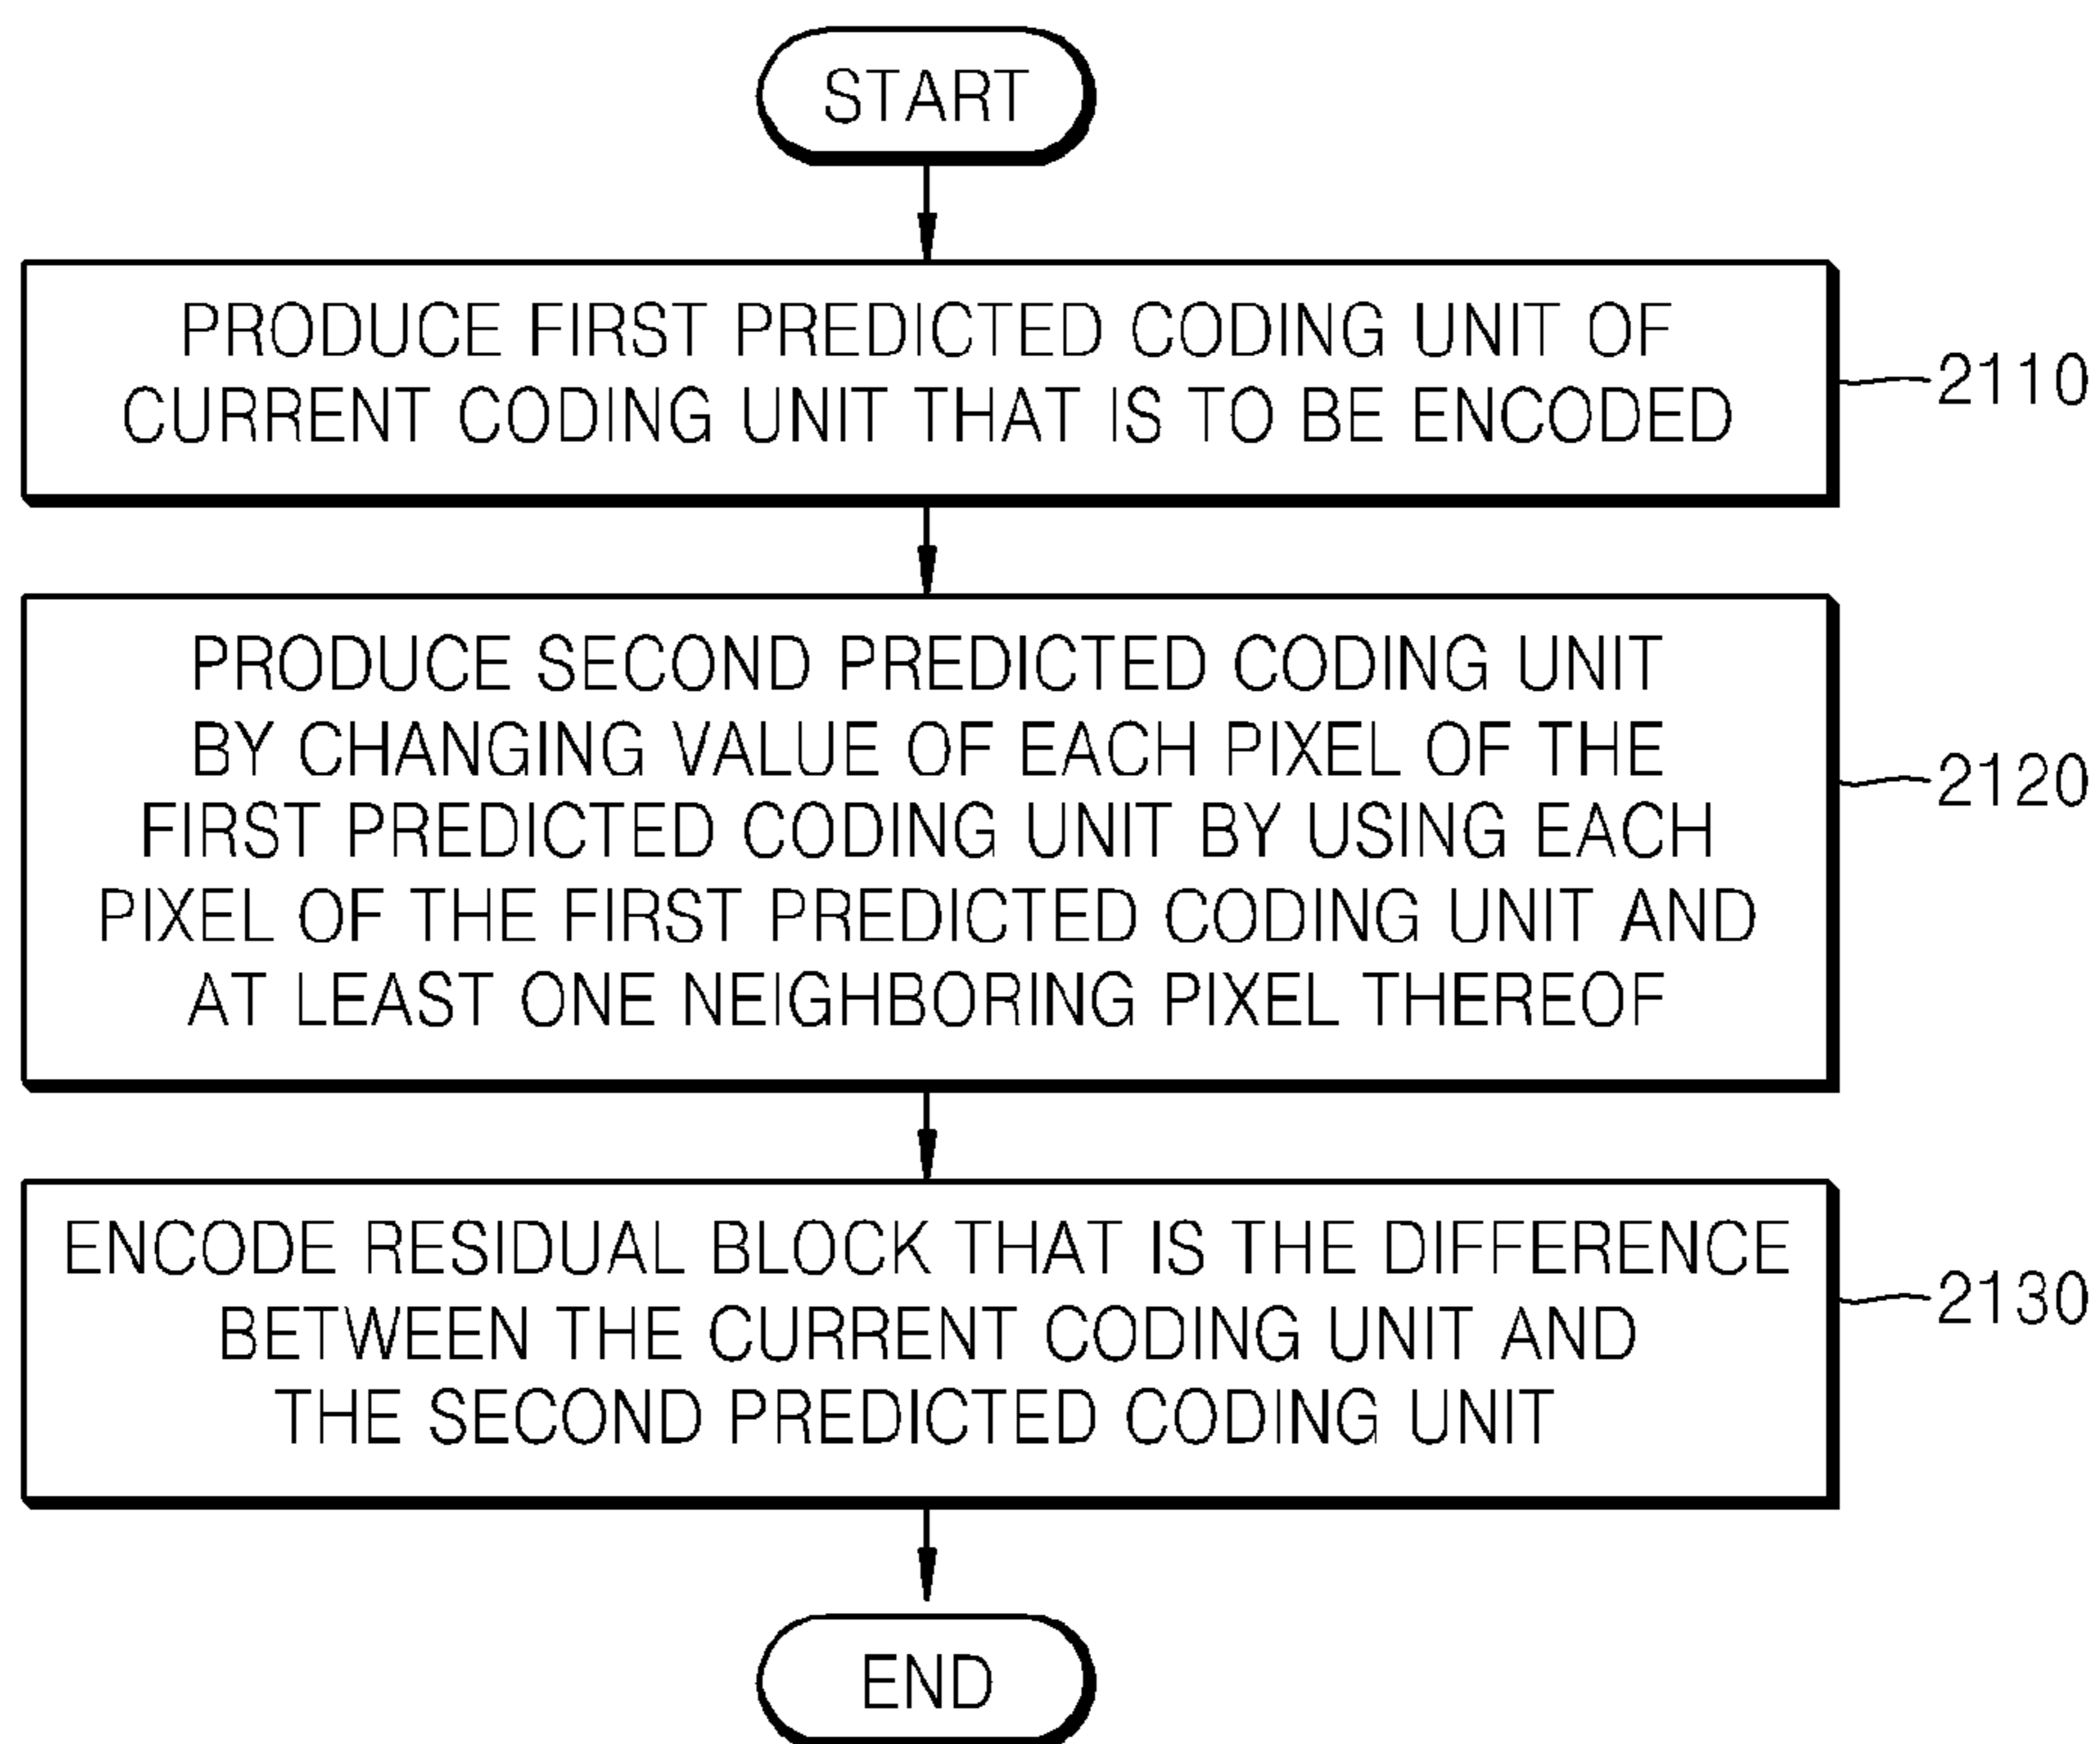 START
PRODUCE FIRST PREDICTED CODING UNIT OF
CURRENT CODING UNIT THAT IS TO BE ENCODED
2110
PRODUCE SECOND PREDICTED CODING UNIT
BY CHANGING VALUE OF EACH PIXEL OF THE
FIRST PREDICTED CODING UNIT BY USING EACH
PIXEL OF THE FIRST PREDICTED CODING UNIT AND
AT LEAST ONE NEIGHBORING PIXEL THEREOF
2120
ENCODE RESIDUAL BLOCK THAT IS THE DIFFERENCE
BETWEEN THE CURRENT CODING UNIT AND
THE SECOND PREDICTED CODING UNIT
2130
END